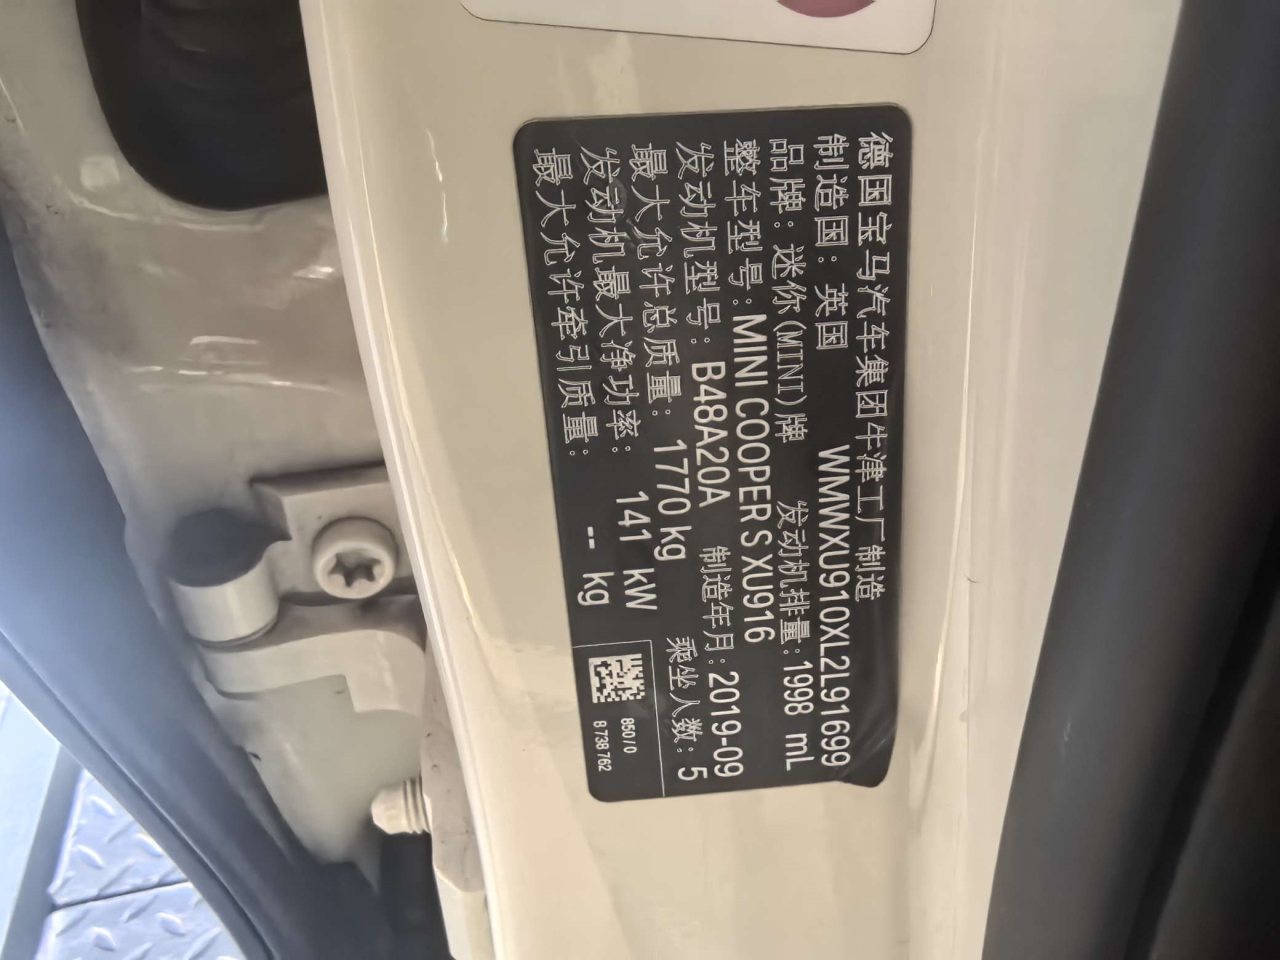 德国宝马汽车集团牛津工厂制造
制造国：英国 WMWXU910XL2L91699
品牌：迷你(MINI)牌 发动机排量：1998 mL
整车型号：MINI COOPER S XU916
发动机型号：B48A20A 制造年月：2019-09
最大允许总质量：1770 kg 乘坐人数：5
发动机最大净功率：141 kW
最大允许牵引质量：-- kg
850 / 0
8 738 762